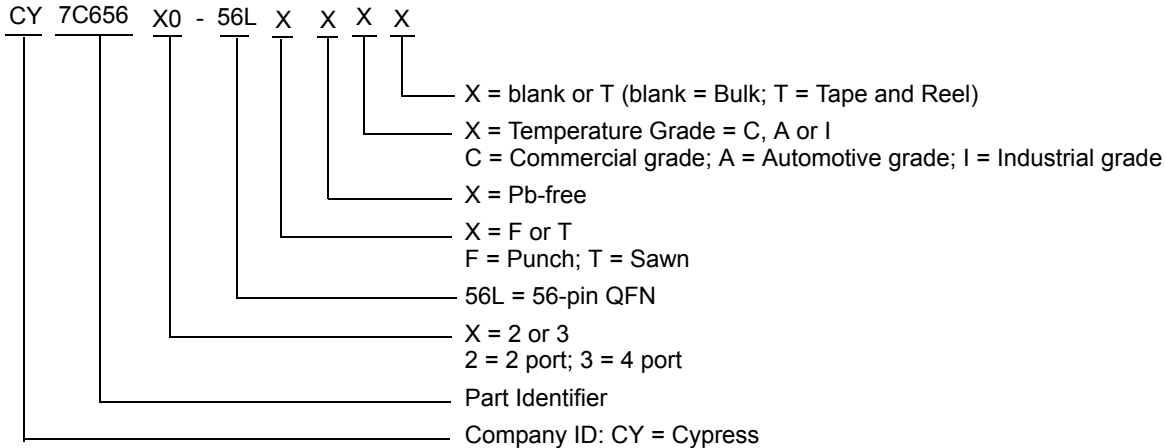 CY 7C656 X0 - 56L X X X X
X = blank or T (blank = Bulk; T = Tape and Reel)
X = Temperature Grade = C, A or I
C = Commercial grade; A = Automotive grade; I = Industrial grade
X = Pb-free
X = F or T
F = Punch; T = Sawn
56L = 56-pin QFN
X = 2 or 3
2 = 2 port; 3 = 4 port
Part Identifier
Company ID: CY = Cypress